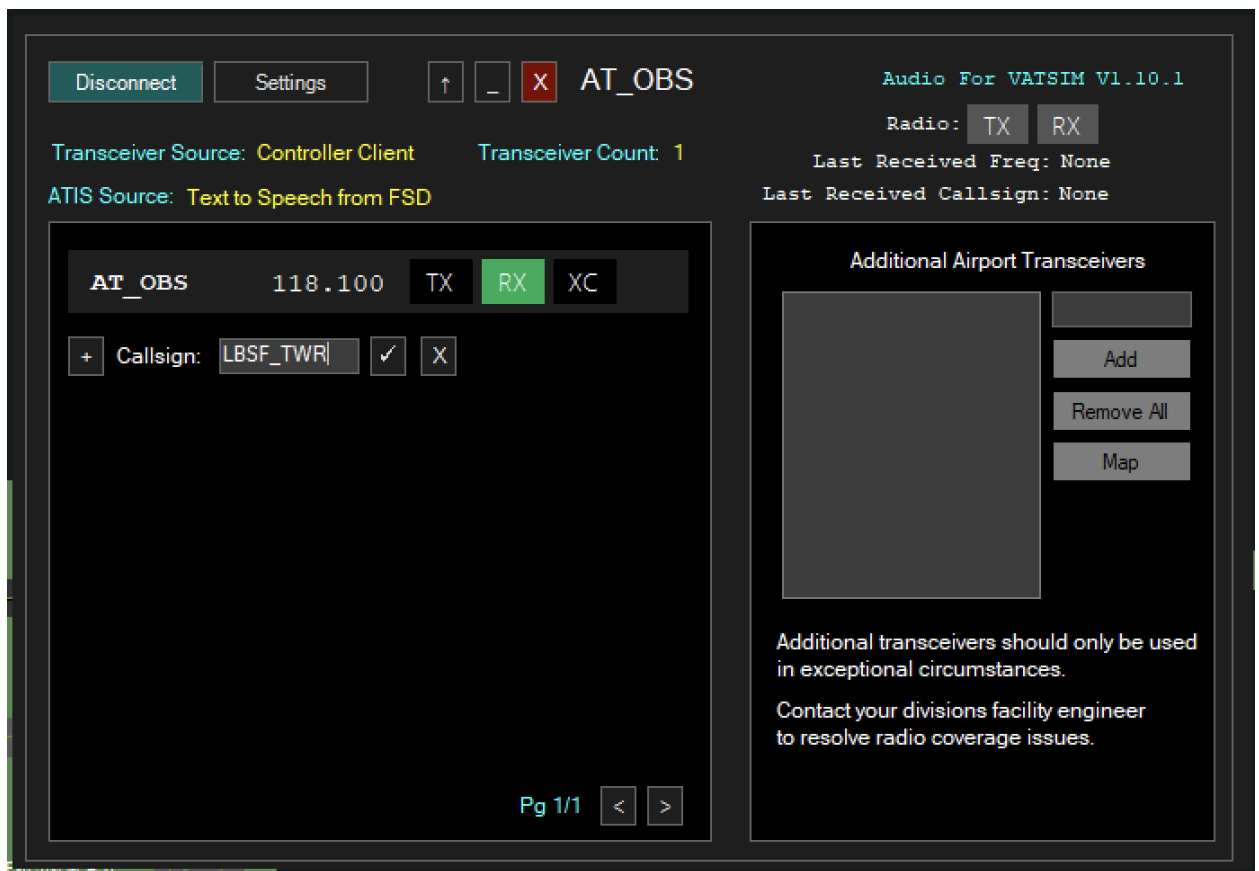 Disconnect Settings ↑ _ X AT_OBS
Audio For VATSIM V1.10.1
Radio: TX RX
Transceiver Source: Controller Client Transceiver Count: 1
Last Received Freq: None
ATIS Source: Text to Speech from FSD
Last Received Callsign: None
AT_OBS 118.100 TX RX XC
+ Callsign: LBSF_TWR ✓ X
Pg 1/1 < >
Additional Airport Transceivers
Add
Remove All
Map
Additional transceivers should only be used
in exceptional circumstances.
Contact your divisions facility engineer
to resolve radio coverage issues.